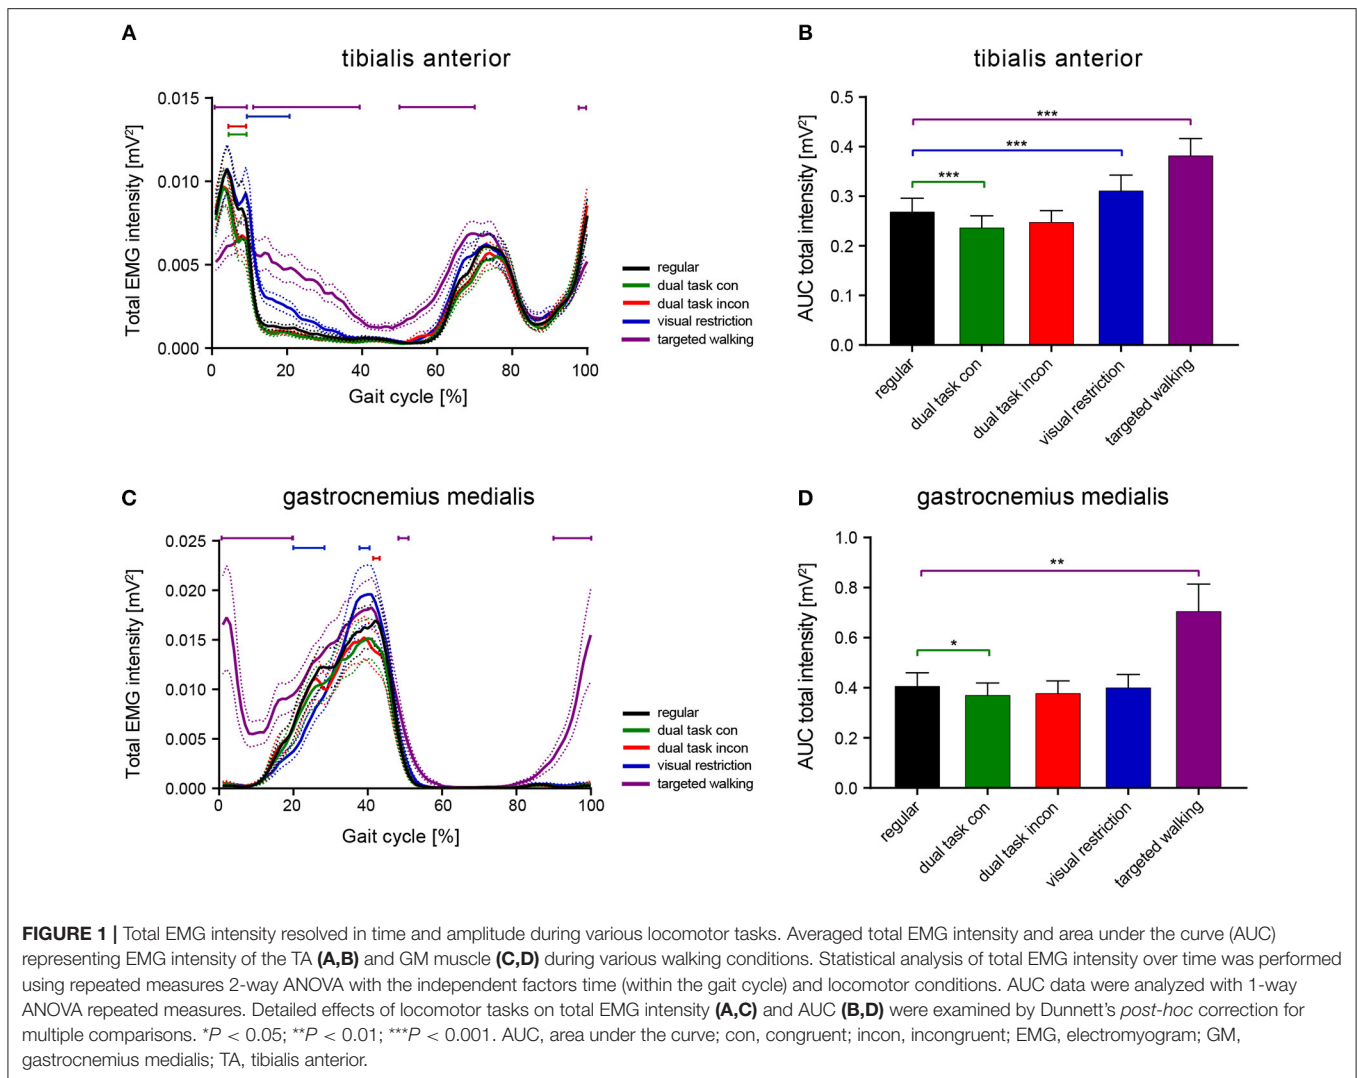 A
tibialis anterior
Total EMG intensity [mV²]
0.015
0.010
0.005
0.000
0
20
40
60
80
100
Gait cycle [%]
regular
dual task con
dual task incon
visual restriction
targeted walking
B
tibialis anterior
AUC total intensity [mV²]
0.5
0.4
0.3
0.2
0.1
0.0
***
***
***
regular
dual task con
dual task incon
visual restriction
targeted walking
C
gastrocnemius medialis
Total EMG intensity [mV²]
0.025
0.020
0.015
0.010
0.005
0.000
0
20
40
60
80
100
Gait cycle [%]
regular
dual task con
dual task incon
visual restriction
targeted walking
D
gastrocnemius medialis
AUC total intensity [mV²]
1.0
0.8
0.6
0.4
0.2
0.0
**
*
regular
dual task con
dual task incon
visual restriction
targeted walking
FIGURE 1 | Total EMG intensity resolved in time and amplitude during various locomotor tasks. Averaged total EMG intensity and area under the curve (AUC)
representing EMG intensity of the TA (A,B) and GM muscle (C,D) during various walking conditions. Statistical analysis of total EMG intensity over time was performed
using repeated measures 2-way ANOVA with the independent factors time (within the gait cycle) and locomotor conditions. AUC data were analyzed with 1-way
ANOVA repeated measures. Detailed effects of locomotor tasks on total EMG intensity (A,C) and AUC (B,D) were examined by Dunnett's post-hoc correction for
multiple comparisons. *P < 0.05; **P < 0.01; ***P < 0.001. AUC, area under the curve; con, congruent; incon, incongruent; EMG, electromyogram; GM,
gastrocnemius medialis; TA, tibialis anterior.